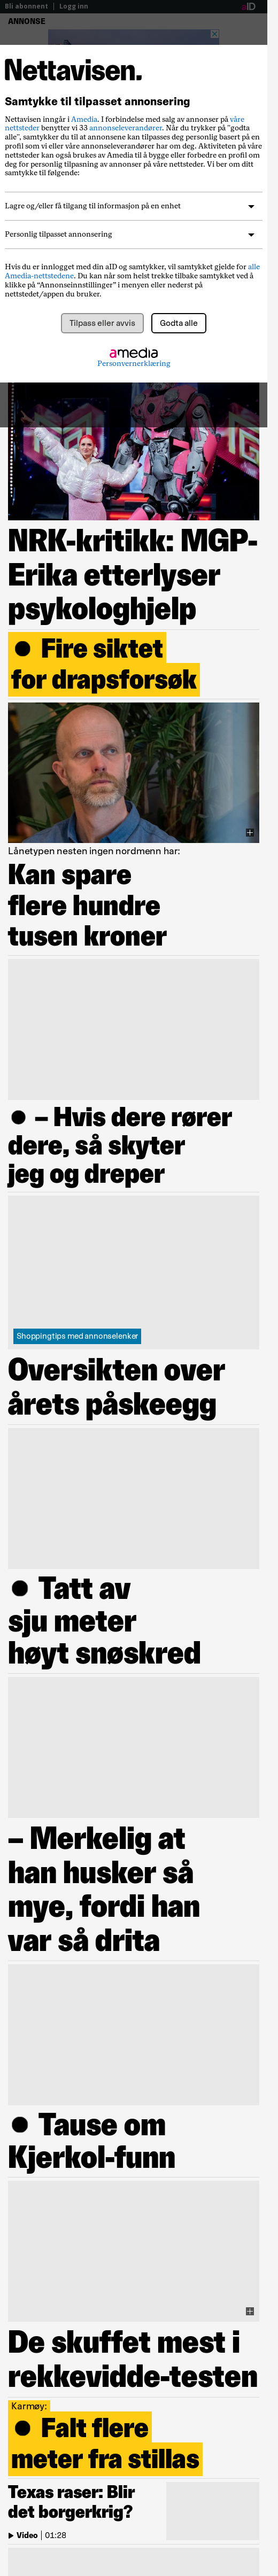 Bli abonnent | Logg inn
aID
ANNONSE
Nettavisen.
Samtykke til tilpasset annonsering
Nettavisen inngår i Amedia. I forbindelse med salg av annonser på våre
nettsteder benytter vi 33 annonseleverandører. Når du trykker på "godta
alle", samtykker du til at annonsene kan tilpasses deg personlig basert på en
profil som vi eller våre annonseleverandører har om deg. Aktiviteten på våre
nettsteder kan også brukes av Amedia til å bygge eller forbedre en profil om
deg for personlig tilpasning av annonser på våre nettsteder. Vi ber om ditt
samtykke til følgende:
Lagre og/eller få tilgang til informasjon på en enhet
Personlig tilpasset annonsering
Hvis du er innlogget med din aID og samtykker, vil samtykket gjelde for alle
Amedia-nettstedene. Du kan når som helst trekke tilbake samtykket ved å
klikke på “Annonseinnstillinger” i menyen eller nederst på
nettstedet/appen du bruker.
Tilpass eller avvis
Godta alle
amedia
Personvernerklæring
NRK-kritikk: MGP-
Erika etterlyser
psykologhjelp
● Fire siktet
for drapsforsøk
Lånetypen nesten ingen nordmenn har:
Kan spare
flere hundre
tusen kroner
● – Hvis dere rører
dere, så skyter
jeg og dreper
Shoppingtips med annonselenker
Oversikten over
årets påskeegg
● Tatt av
sju meter
høyt snøskred
– Merkelig at
han husker så
mye, fordi han
var så drita
● Tause om
Kjerkol-funn
De skuffet mest i
rekkevidde-testen
Karmøy:
● Falt flere
meter fra stillas
Texas raser: Blir
det borgerkrig?
Video | 01:28